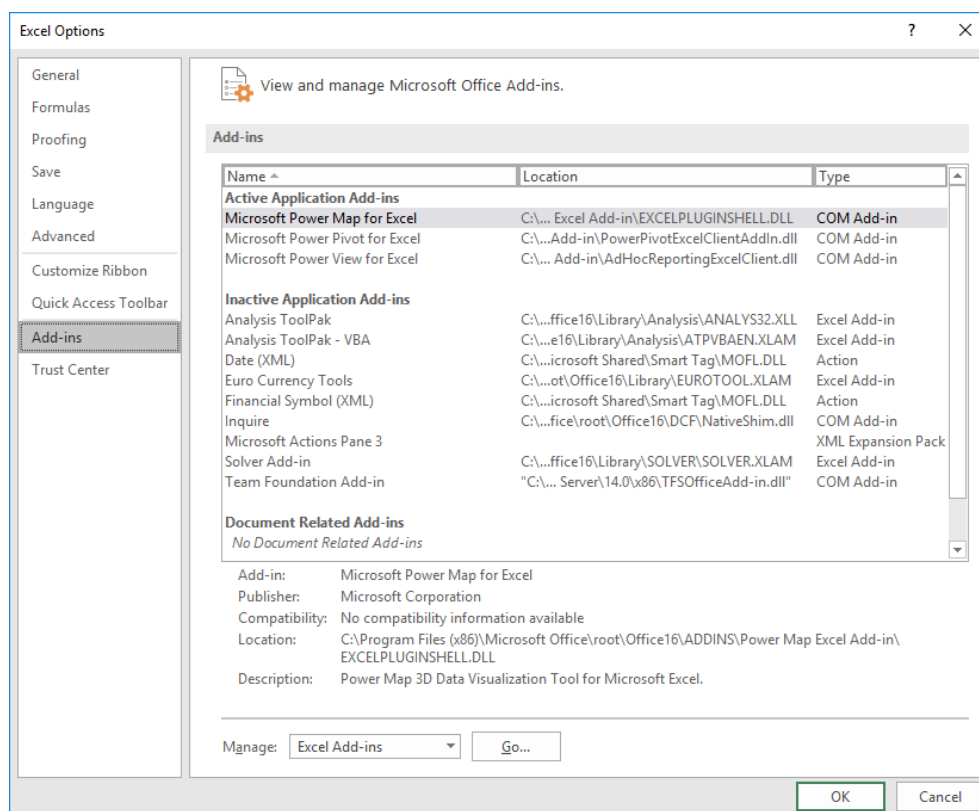 Excel Options
?
General
Formulas
Proofing
Save
Language
Advanced
Customize Ribbon
Quick Access Toolbar
Add-ins
Trust Center
View and manage Microsoft Office Add-ins.
Add-ins
Name Location Type
Active Application Add-ins
Microsoft Power Map for Excel C:\... Excel Add-in\EXCELPLUGINSHELL.DLL COM Add-in
Microsoft Power Pivot for Excel C:\...Add-in\PowerPivotExcelClientAddIn.dll COM Add-in
Microsoft Power View for Excel C:\... Add-in\AdHocReportingExcelClient.dll COM Add-in
Inactive Application Add-ins
Analysis ToolPak C:\...ffice16\Library\Analysis\ANALYS32.XLL Excel Add-in
Analysis ToolPak - VBA C:\...e16\Library\Analysis\ATPVBAEN.XLAM Excel Add-in
Date (XML) C:\...icrosoft Shared\Smart Tag\MOFL.DLL Action
Euro Currency Tools C:\...ot\Office16\Library\EUROTOOL.XLAM Excel Add-in
Financial Symbol (XML) C:\...icrosoft Shared\Smart Tag\MOFL.DLL Action
Inquire C:\...fice\root\Office16\DCF\NativeShim.dll COM Add-in
Microsoft Actions Pane 3 XML Expansion Pack
Solver Add-in C:\...ffice16\Library\SOLVER\SOLVER.XLAM Excel Add-in
Team Foundation Add-in "C:\... Server\14.0\x86\TFSOfficeAdd-in.dll" COM Add-in
Document Related Add-ins
No Document Related Add-ins
Add-in: Microsoft Power Map for Excel
Publisher: Microsoft Corporation
Compatibility: No compatibility information available
Location: C:\Program Files (x86)\Microsoft Office\root\Office16\ADDINS\Power Map Excel Add-in\
EXCELPLUGINSHELL.DLL
Description: Power Map 3D Data Visualization Tool for Microsoft Excel.
Manage: Excel Add-ins Go...
OK Cancel